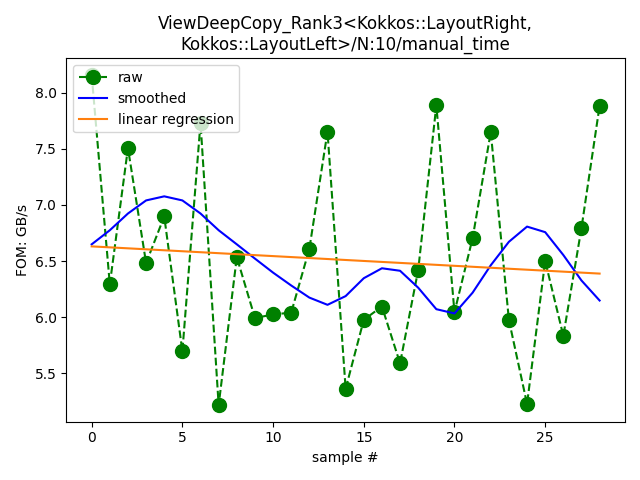 ViewDeepCopy_Rank3<Kokkos::LayoutRight,
Kokkos::LayoutLeft>/N:10/manual_time
raw
smoothed
linear regression
FOM: GB/s
8.0
7.5
7.0
6.5
6.0
5.5
0
5
10
15
20
25
sample #